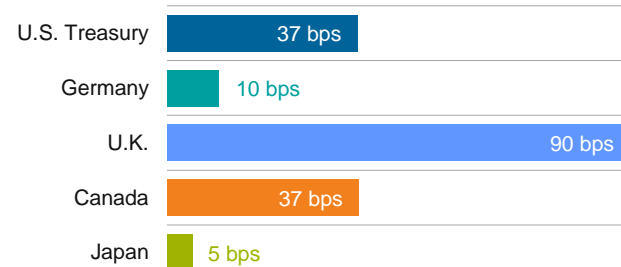 U.S. Treasury 37 bps
Germany 10 bps
U.K. 90 bps
Canada 37 bps
Japan 5 bps